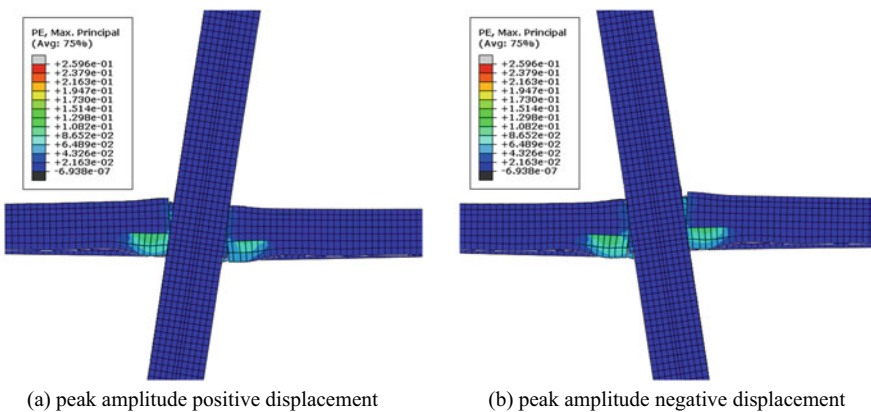 PE, Max. Principal
(Avg: 75%)
+2.596e-01
+2.379e-01
+2.163e-01
+1.947e-01
+1.730e-01
+1.514e-01
+1.298e-01
+1.082e-01
+8.652e-02
+6.489e-02
+4.326e-02
+2.163e-02
-6.938e-07
PE, Max. Principal
(Avg: 75%)
+2.596e-01
+2.379e-01
+2.163e-01
+1.947e-01
+1.730e-01
+1.514e-01
+1.298e-01
+1.082e-01
+8.652e-02
+6.489e-02
+4.326e-02
+2.163e-02
-6.938e-07
(a) peak amplitude positive displacement
(b) peak amplitude negative displacement